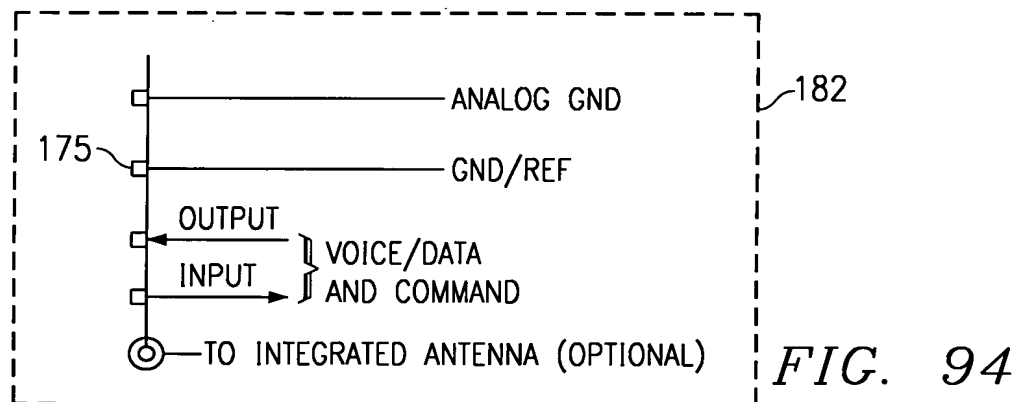 ANALOG GND
182
175
GND/REF
OUTPUT
VOICE/DATA
INPUT
AND COMMAND
TO INTEGRATED ANTENNA (OPTIONAL)
FIG. 94